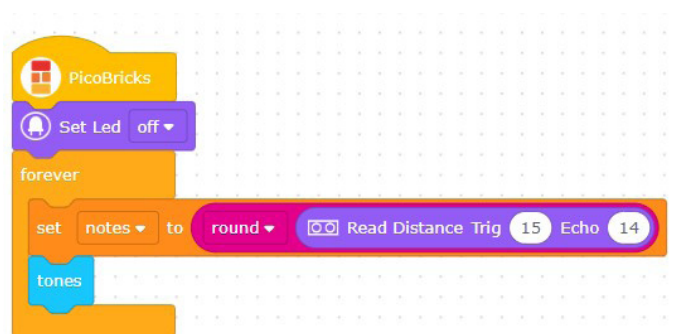 PicoBricks
Set Led off
forever
set notes to round Read Distance Trig 15 Echo 14
tones